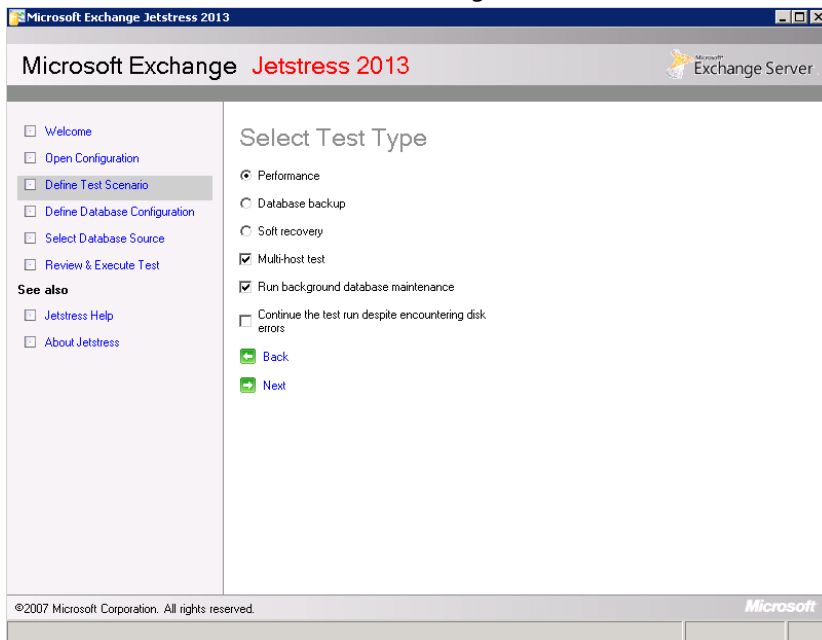 Microsoft Exchange Jetstress 2013
Microsoft Exchange Jetstress 2013
Microsoft
Exchange Server
Welcome
Open Configuration
Define Test Scenario
Define Database Configuration
Select Database Source
Review & Execute Test
See also
Jetstress Help
About Jetstress
Select Test Type
Performance
Database backup
Soft recovery
Multi-host test
Run background database maintenance
Continue the test run despite encountering disk
errors
Back
Next
©2007 Microsoft Corporation. All rights reserved.
Microsoft